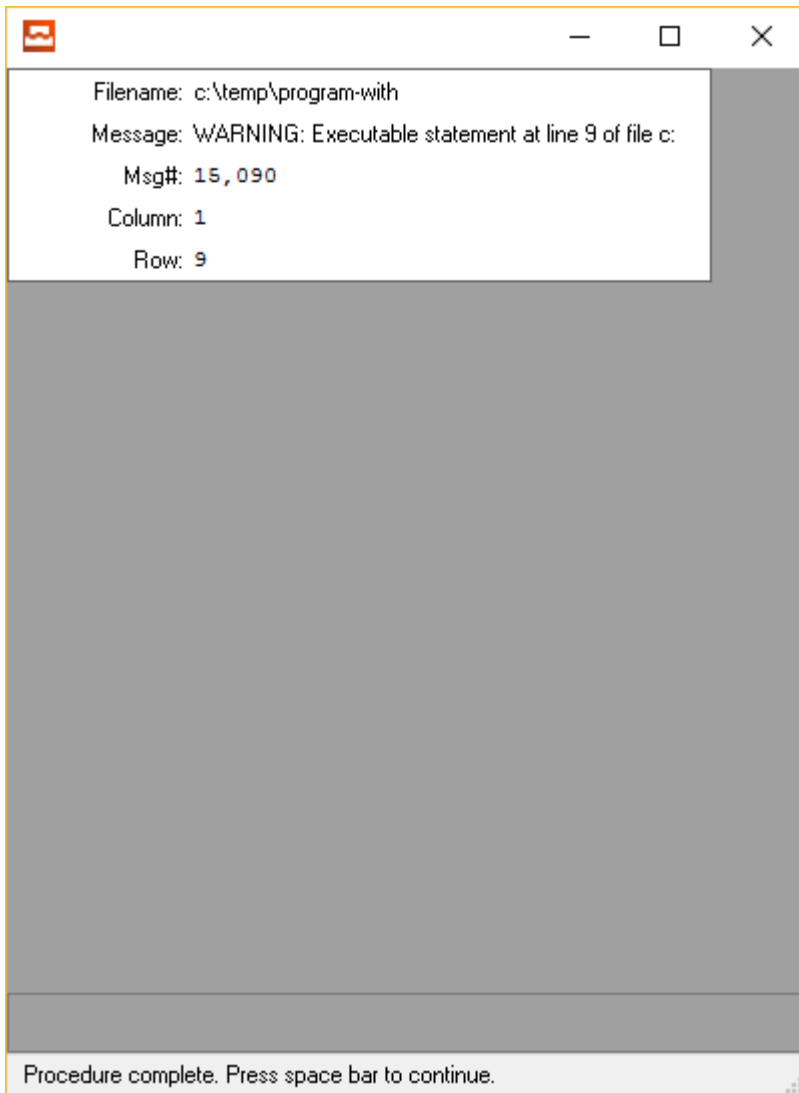 Filename: c:\temp\program-with
Message: WARNING: Executable statement at line 9 of file c:
Msg#: 15,090
Column: 1
Row: 9
Procedure complete. Press space bar to continue.